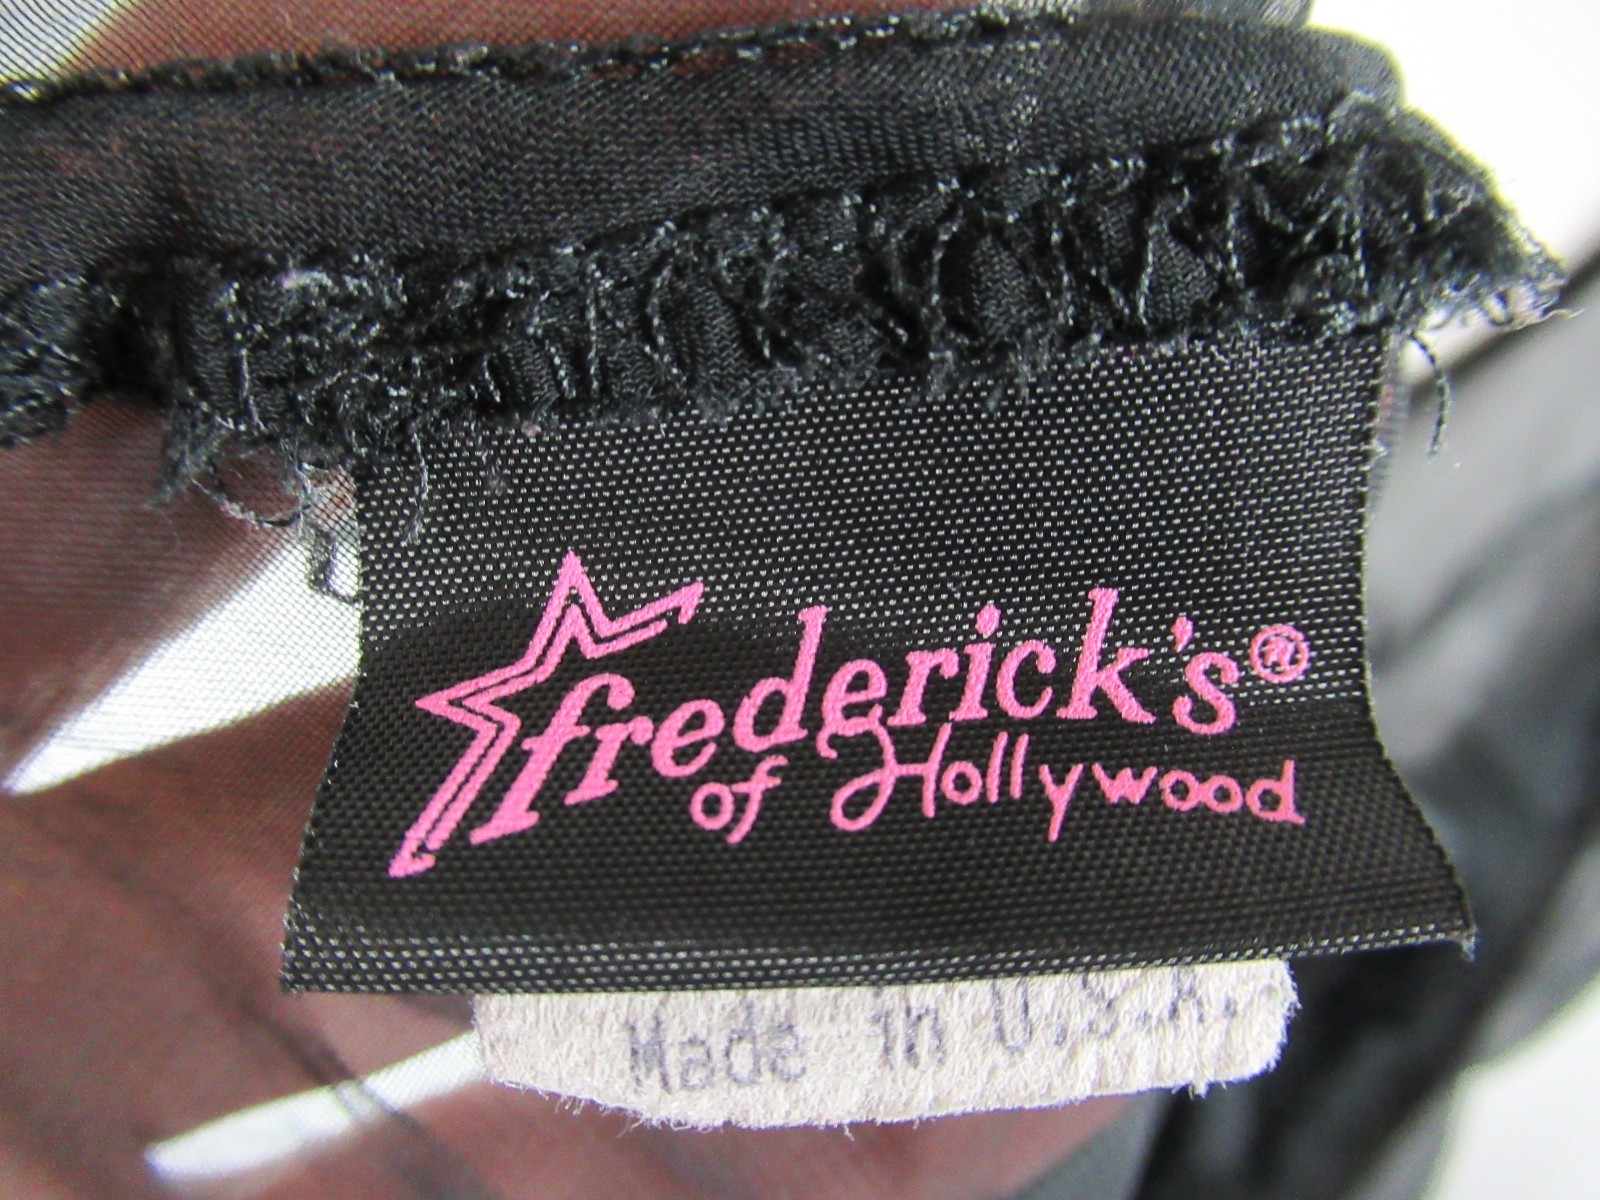 frederick's®
of Hollywood
Made in U.S.A.